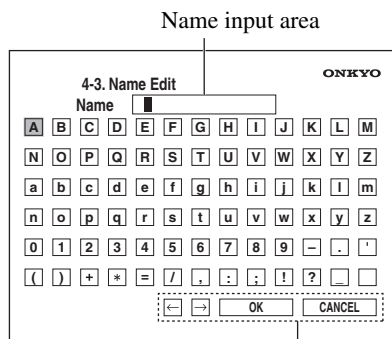 Name input area
ONKYO
4-3. Name Edit
Name
A B C D E F G H I J K L M
N O P Q R S T U V W X Y Z
a b c d e f g h i j k l m
n o p q r s t u v w x y z
0 1 2 3 4 5 6 7 8 9 – . '
( ) + * = / , : ; ! ? _
← → OK CANCEL